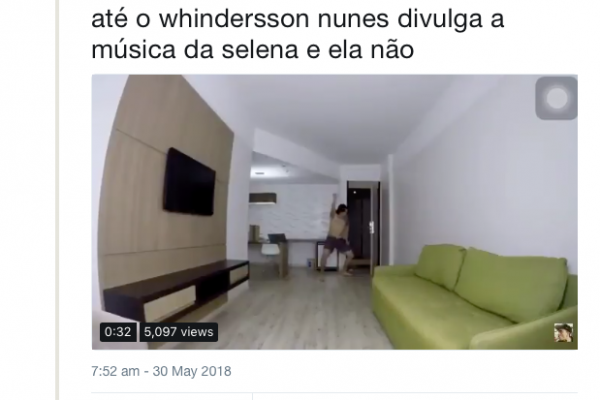 até o whindersson nunes divulga a
música da selena e ela não
0:32 5,097 views
7:52 am - 30 May 2018